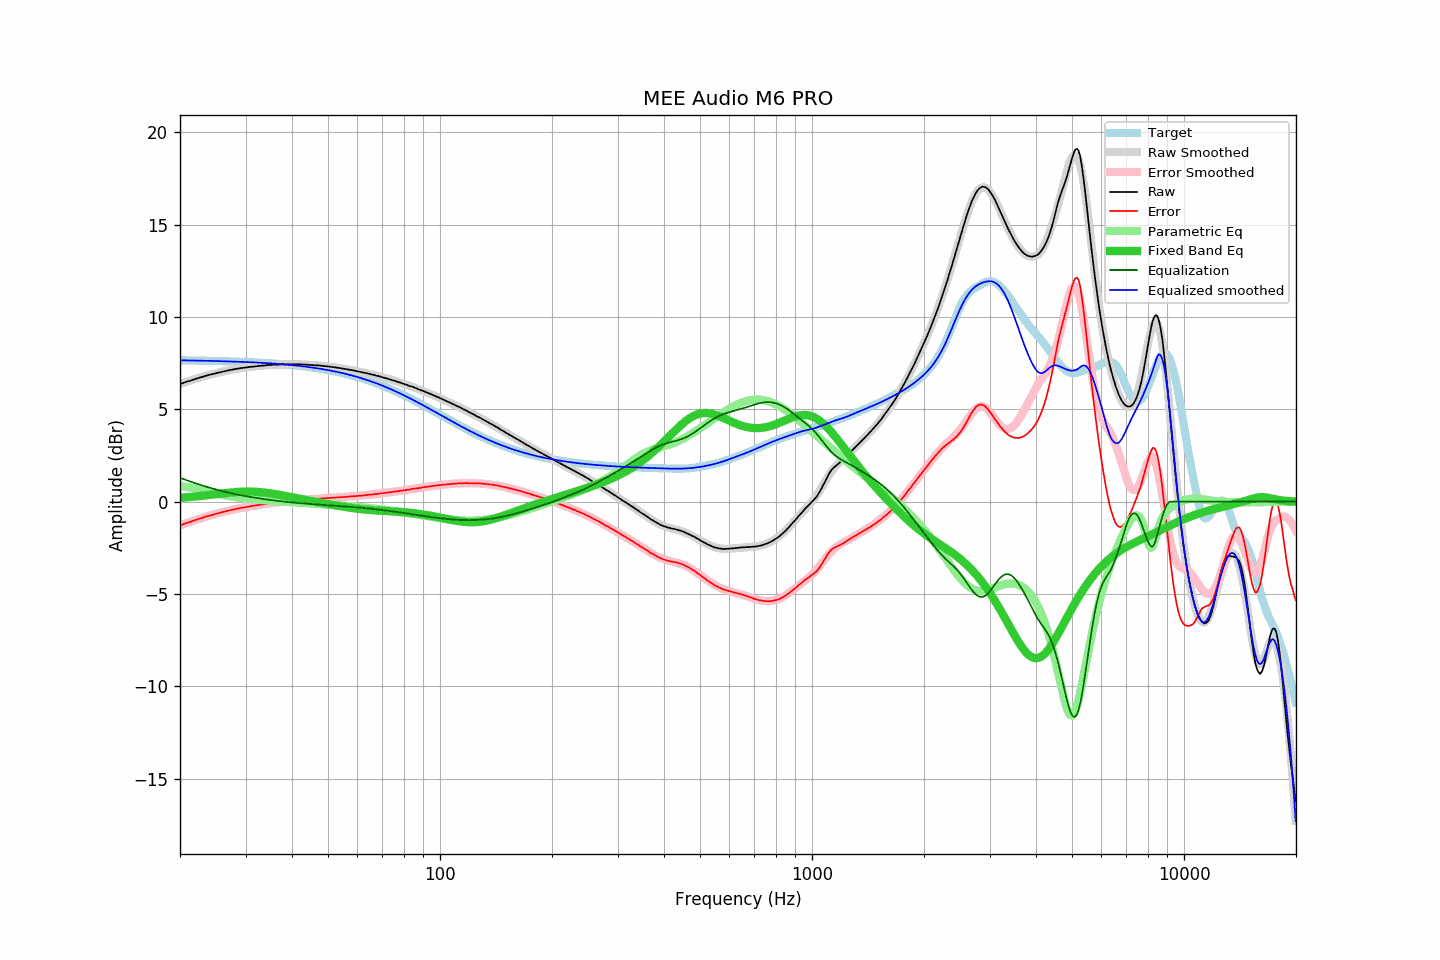 MEE Audio M6 PRO
20
15
10
5
0
−5
−10
−15
Amplitude (dBr)
Target
Raw Smoothed
Error Smoothed
Raw
Error
Parametric Eq
Fixed Band Eq
Equalization
Equalized smoothed
100
1000
10000
Frequency (Hz)